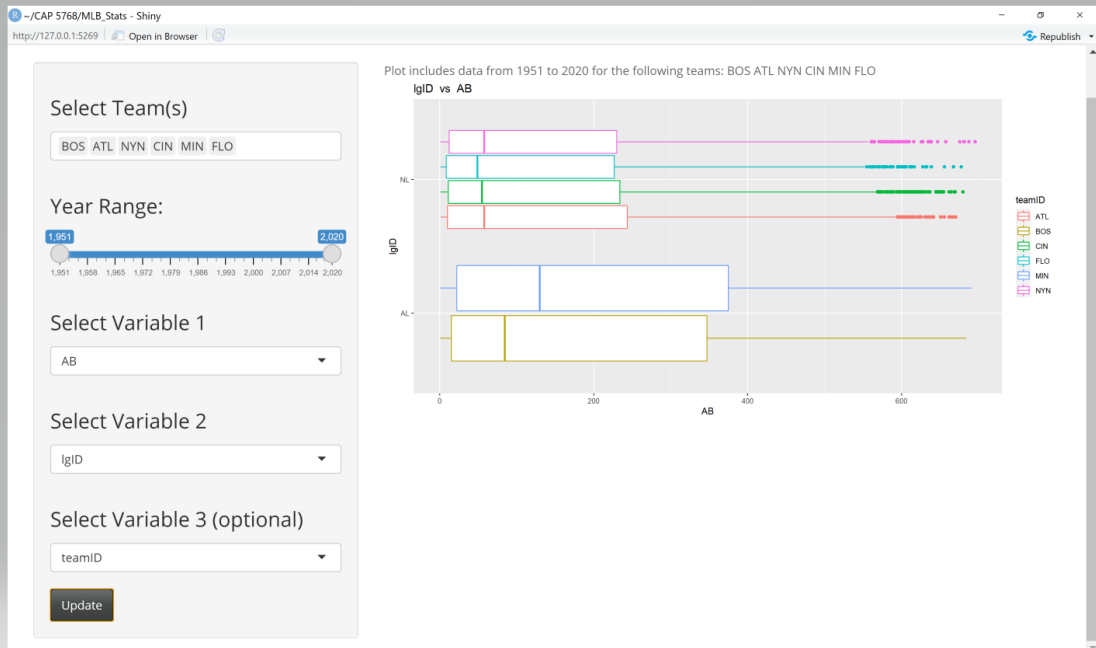 ~/CAP 5768/MLB_Stats - Shiny
http://127.0.0.1:5269 Open in Browser Republish
Select Team(s)
BOS ATL NYN CIN MIN FLO
Year Range:
1,951 2,020
1,951 1,958 1,965 1,972 1,979 1,986 1,993 2,000 2,007 2,014 2,020
Select Variable 1
AB
Select Variable 2
lgID
Select Variable 3 (optional)
teamID
Update
Plot includes data from 1951 to 2020 for the following teams: BOS ATL NYN CIN MIN FLO
lgID vs AB
NL
lgID
AL
0 200 400 600
AB
teamID
ATL
BOS
CIN
FLO
MIN
NYN